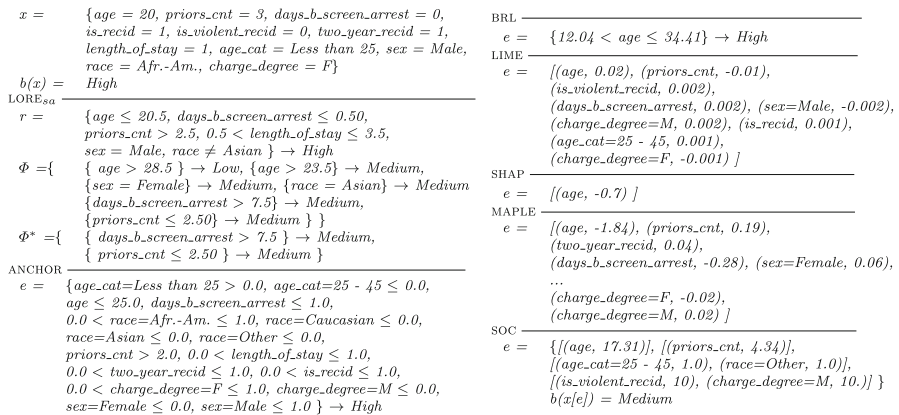 x = {age = 20, priors_cnt = 3, days_b_screen_arrest = 0,
is_recid = 1, is_violent_recid = 0, two_year_recid = 1,
length_of_stay = 1, age_cat = Less than 25, sex = Male,
race = Afr.-Am., charge_degree = F}
b(x) = High
LORE_sa
r = {age ≤ 20.5, days_b_screen_arrest ≤ 0.50,
priors_cnt > 2.5, 0.5 < length_of_stay ≤ 3.5,
sex = Male, race ≠ Asian } → High
Φ ={ { age > 28.5 } → Low, {age > 23.5} → Medium,
{sex = Female} → Medium, {race = Asian} → Medium
{days_b_screen_arrest > 7.5} → Medium,
{priors_cnt ≤ 2.50} → Medium } }
Φ* ={ { days_b_screen_arrest > 7.5 } → Medium,
{ priors_cnt ≤ 2.50 } → Medium }
ANCHOR
e = {age_cat=Less than 25 > 0.0, age_cat=25 - 45 ≤ 0.0,
age ≤ 25.0, days_b_screen_arrest ≤ 1.0,
0.0 < race=Afr.-Am. ≤ 1.0, race=Caucasian ≤ 0.0,
race=Asian ≤ 0.0, race=Other ≤ 0.0,
priors_cnt > 2.0, 0.0 < length_of_stay ≤ 1.0,
0.0 < two_year_recid ≤ 1.0, 0.0 < is_recid ≤ 1.0,
0.0 < charge_degree=F ≤ 1.0, charge_degree=M ≤ 0.0,
sex=Female ≤ 0.0, sex=Male ≤ 1.0 } → High
BRL
e = {12.04 < age ≤ 34.41} → High
LIME
e = [(age, 0.02), (priors_cnt, -0.01),
(is_violent_recid, 0.002),
(days_b_screen_arrest, 0.002), (sex=Male, -0.002),
(charge_degree=M, 0.002), (is_recid, 0.001),
(age_cat=25 - 45, 0.001),
(charge_degree=F, -0.001) ]
SHAP
e = [(age, -0.7) ]
MAPLE
e = [(age, -1.84), (priors_cnt, 0.19),
(two_year_recid, 0.04),
(days_b_screen_arrest, -0.28), (sex=Female, 0.06),
...
(charge_degree=F, -0.02),
(charge_degree=M, 0.02) ]
SOC
e = {[(age, 17.31)], [(priors_cnt, 4.34)],
[(age_cat=25 - 45, 1.0), (race=Other, 1.0)],
[(is_violent_recid, 10), (charge_degree=M, 10.)] }
b(x[e]) = Medium